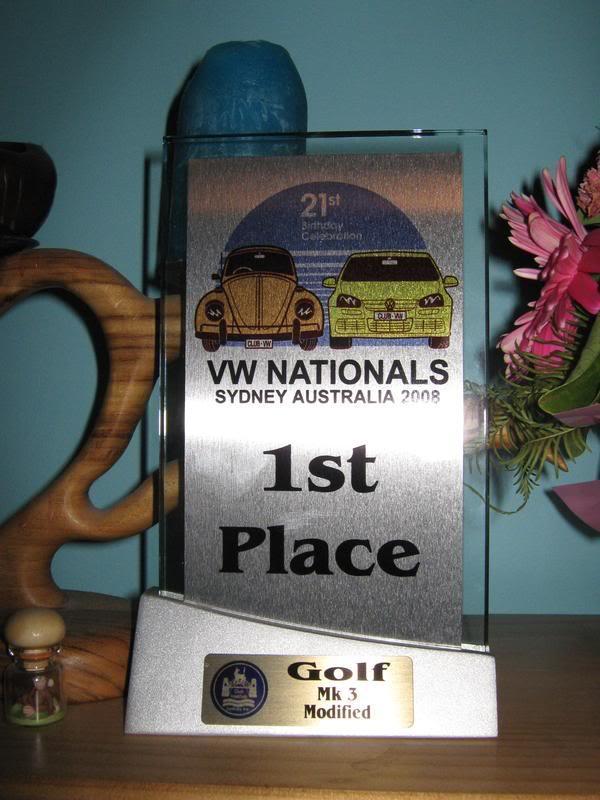 21st
Birthday
Celebration
CLUB-VW
CLUB-VW
VW NATIONALS
SYDNEY AUSTRALIA 2008
1st
Place
Golf
Mk 3
Modified